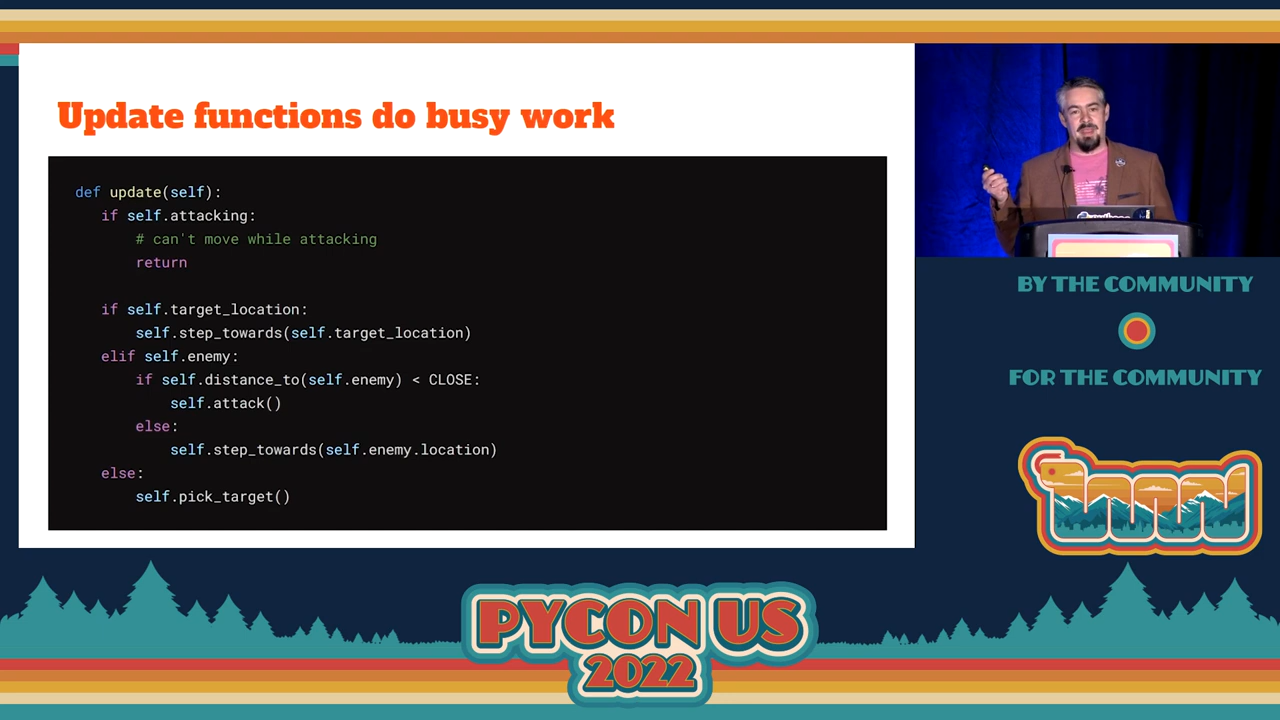 Update functions do busy work
def update(self):
    if self.attacking:
        # can't move while attacking
        return

    if self.target_location:
        self.step_towards(self.target_location)
    elif self.enemy:
        if self.distance_to(self.enemy) < CLOSE:
            self.attack()
        else:
            self.step_towards(self.enemy.location)
    else:
        self.pick_target()
BY THE COMMUNITY
FOR THE COMMUNITY
PYCON US
2022